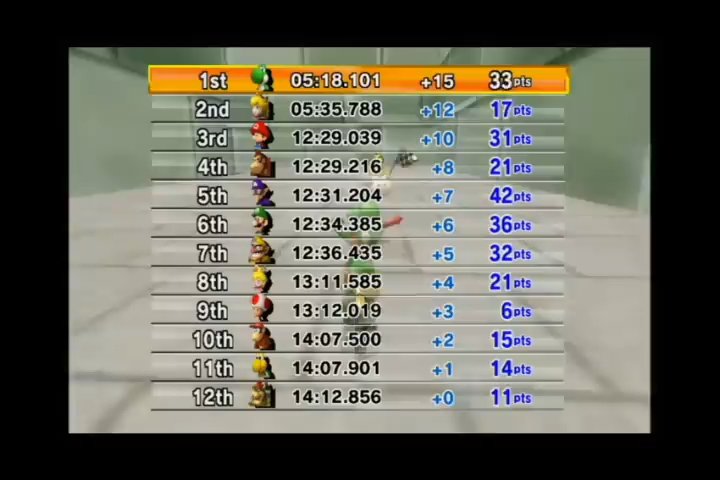 1st 05:18.101 +15 33pts
2nd 05:35.788 +12 17pts
3rd 12:29.039 +10 31pts
4th 12:29.216 +8 21pts
5th 12:31.204 +7 42pts
6th 12:34.385 +6 36pts
7th 12:36.435 +5 32pts
8th 13:11.585 +4 21pts
9th 13:12.019 +3 6pts
10th 14:07.500 +2 15pts
11th 14:07.901 +1 14pts
12th 14:12.856 +0 11pts